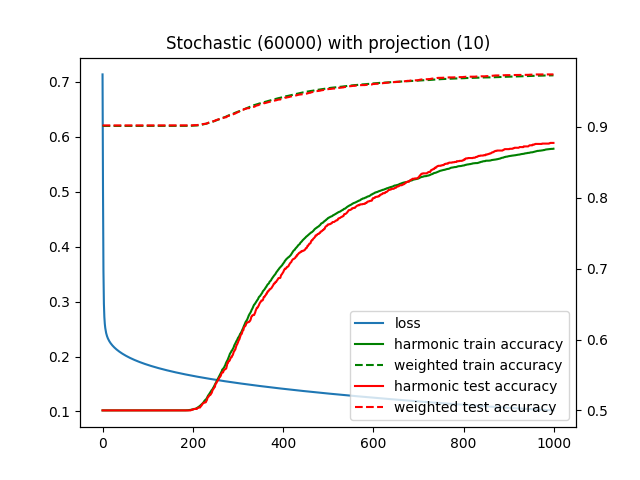 Stochastic (60000) with projection (10)
0.7
0.6
0.5
0.4
0.3
0.2
0.1
0.9
0.8
0.7
0.6
0.5
loss
harmonic train accuracy
weighted train accuracy
harmonic test accuracy
weighted test accuracy
0 200 400 600 800 1000